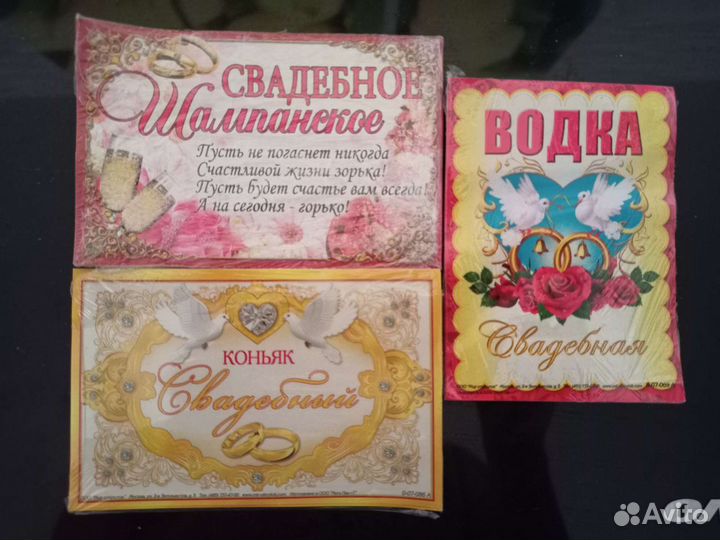 СВАДЕБНОЕ
Шампанское
Пусть не погаснет никогда
Счастливой жизни зорька!
Пусть будет счастье вам всегда!
А на сегодня - горько!
КОНЬЯК
Свадебный
ВОДКА
Свадебная
Avito